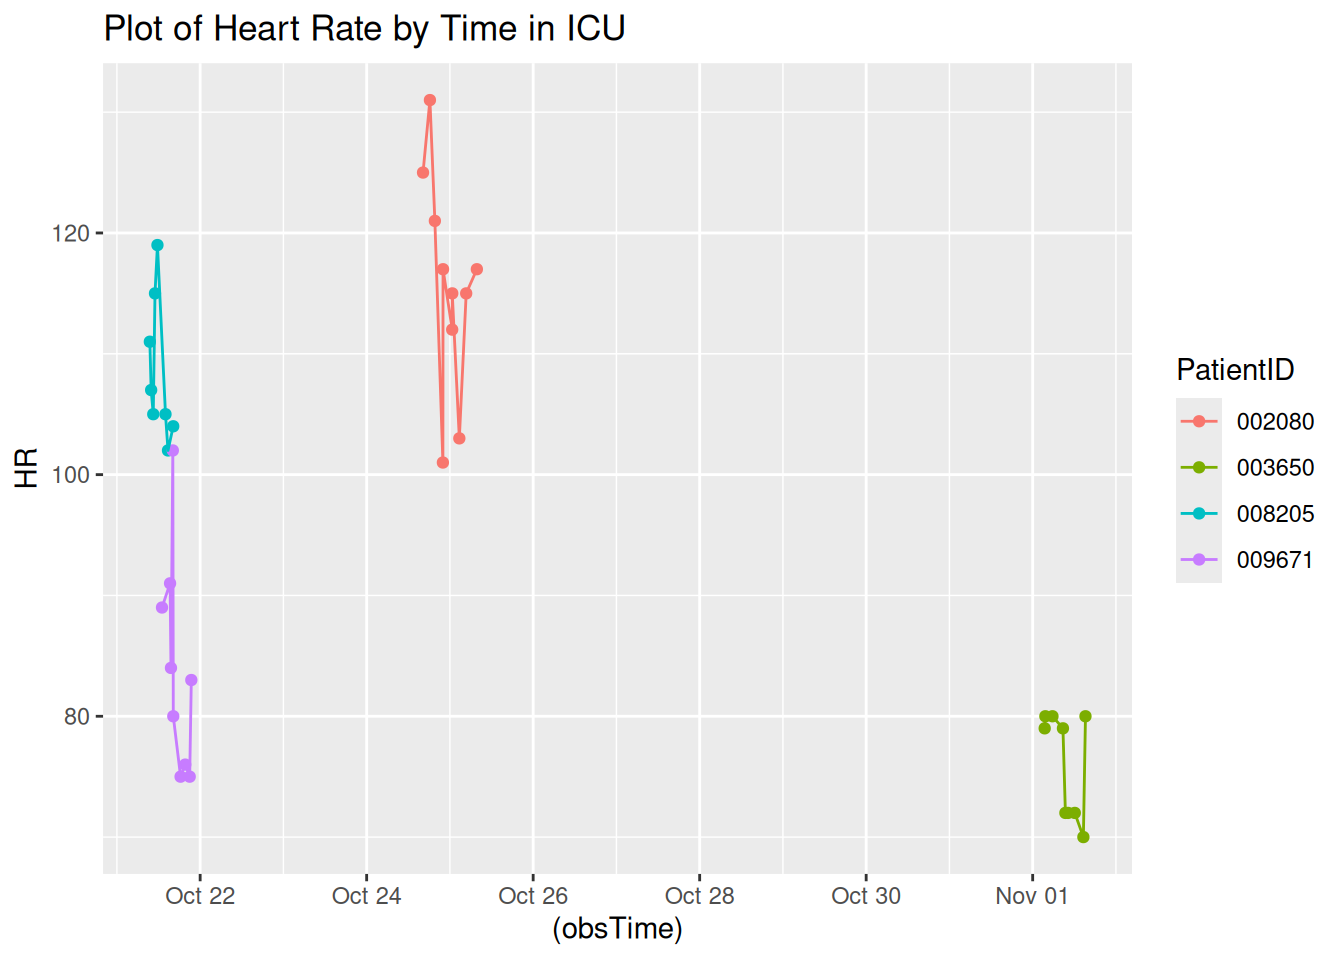 Plot of Heart Rate by Time in ICU
HR
120
100
80
Oct 22 Oct 24 Oct 26 Oct 28 Oct 30 Nov 01
(obsTime)
PatientID
002080
003650
008205
009671